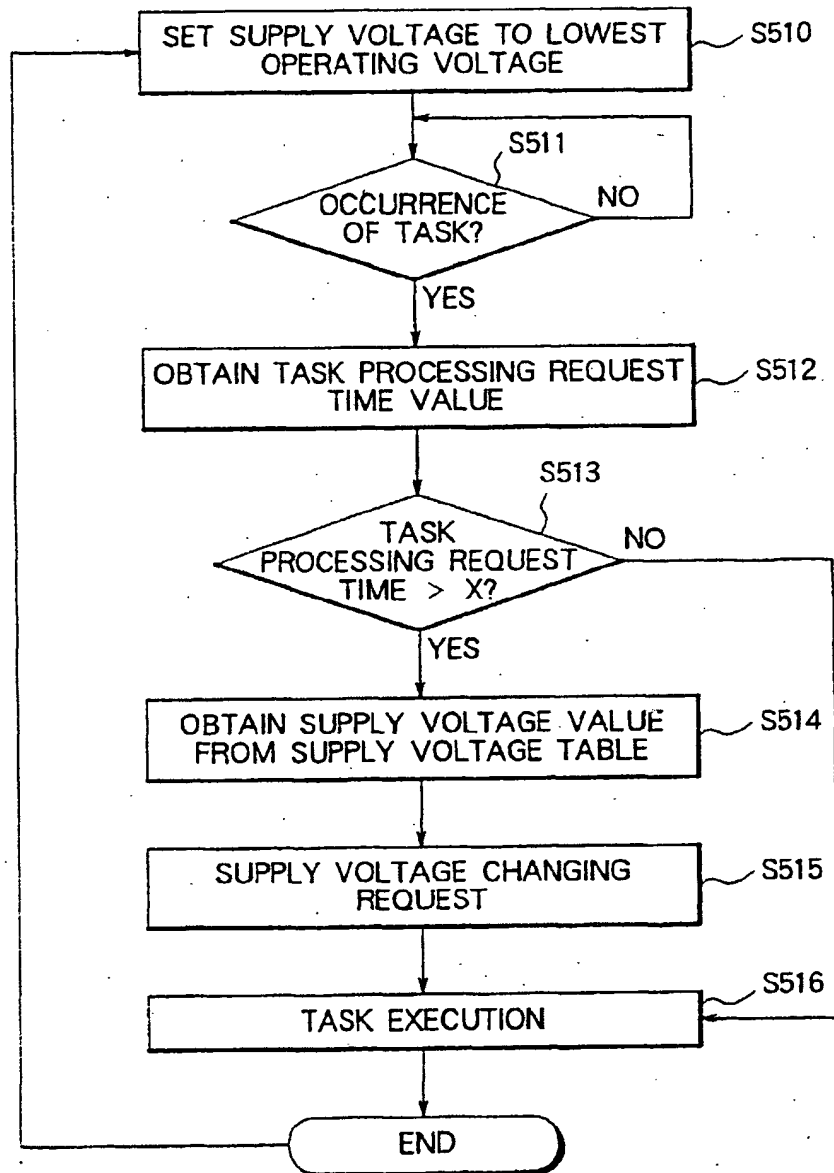 SET SUPPLY VOLTAGE TO LOWEST
OPERATING VOLTAGE
S510
S511
OCCURRENCE
OF TASK?
NO
YES
OBTAIN TASK PROCESSING REQUEST
TIME VALUE
S512
S513
TASK
PROCESSING REQUEST
TIME > X?
NO
YES
OBTAIN SUPPLY VOLTAGE VALUE
FROM SUPPLY VOLTAGE TABLE
S514
SUPPLY VOLTAGE CHANGING
REQUEST
S515
S516
TASK EXECUTION
END